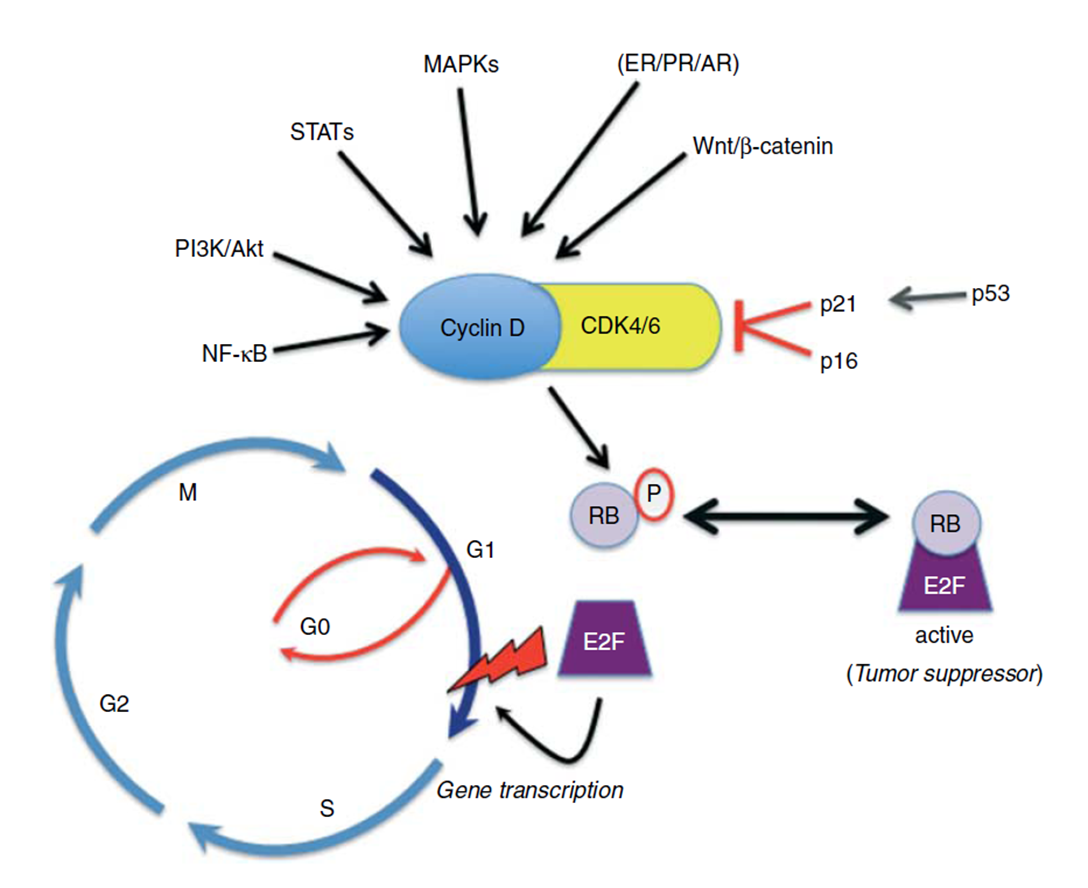 MAPKs
(ER/PR/AR)
STATs
Wnt/β-catenin
PI3K/Akt
NF-κB
Cyclin D
CDK4/6
p21
p53
p16
M
RB
P
RB
G1
E2F
G0
E2F
active
(Tumor suppressor)
G2
Gene transcription
S